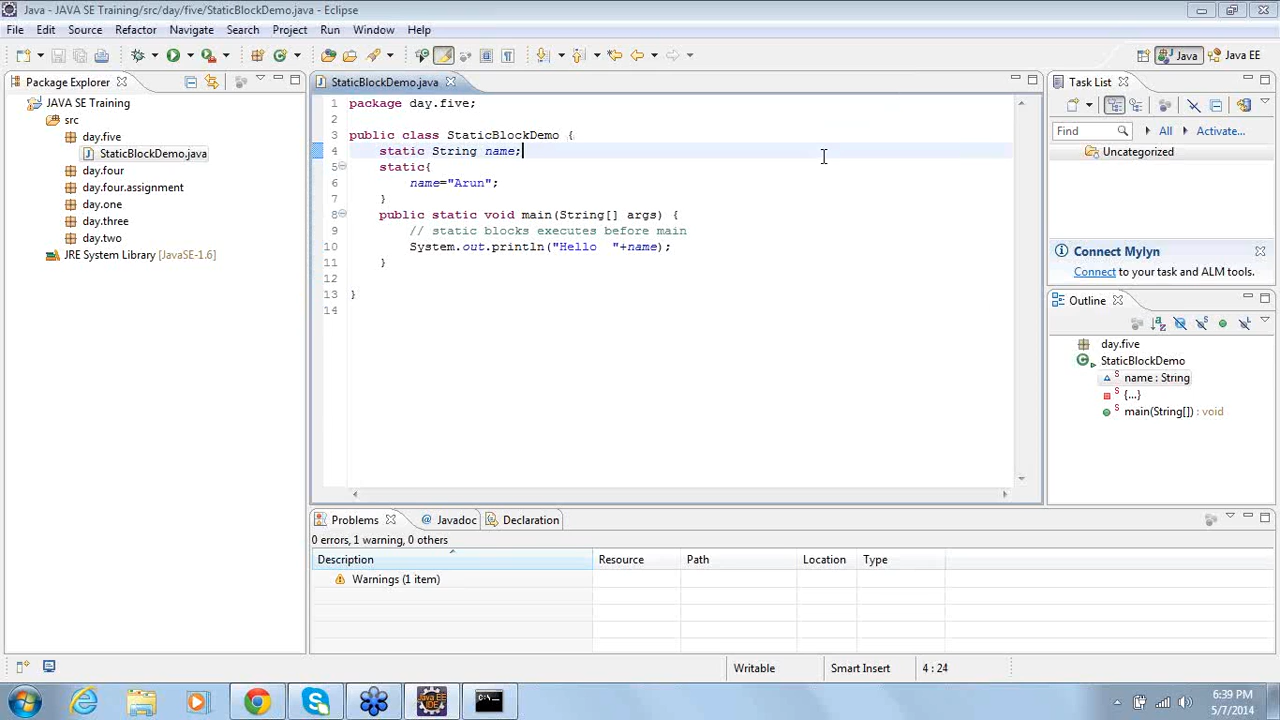 Java - JAVA SE Training/src/day/five/StaticBlockDemo.java - Eclipse
File Edit Source Refactor Navigate Search Project Run Window Help
Java Java EE
Package Explorer
JAVA SE Training
src
day.five
StaticBlockDemo.java
day.four
day.four.assignment
day.one
day.three
day.two
JRE System Library [JavaSE-1.6]
StaticBlockDemo.java
1 package day.five;
2
3 public class StaticBlockDemo {
4 static String name;
5 static{
6 name="Arun";
7 }
8 public static void main(String[] args) {
9 // static blocks executes before main
10 System.out.println("Hello  "+name);
11 }
12
13 }
14
Task List
Find All Activate...
Uncategorized
Connect Mylyn
Connect to your task and ALM tools.
Outline
day.five
StaticBlockDemo
name : String
{...}
main(String[]) : void
Problems Javadoc Declaration
0 errors, 1 warning, 0 others
Description Resource Path Location Type
Warnings (1 item)
Writable Smart Insert 4 : 24
Java EE
IDE
C:\.
6:39 PM
5/7/2014